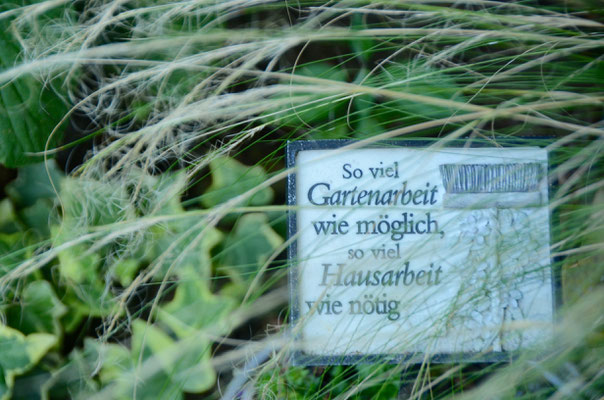 So viel
Gartenarbeit
wie möglich,
so viel
Hausarbeit
wie nötig